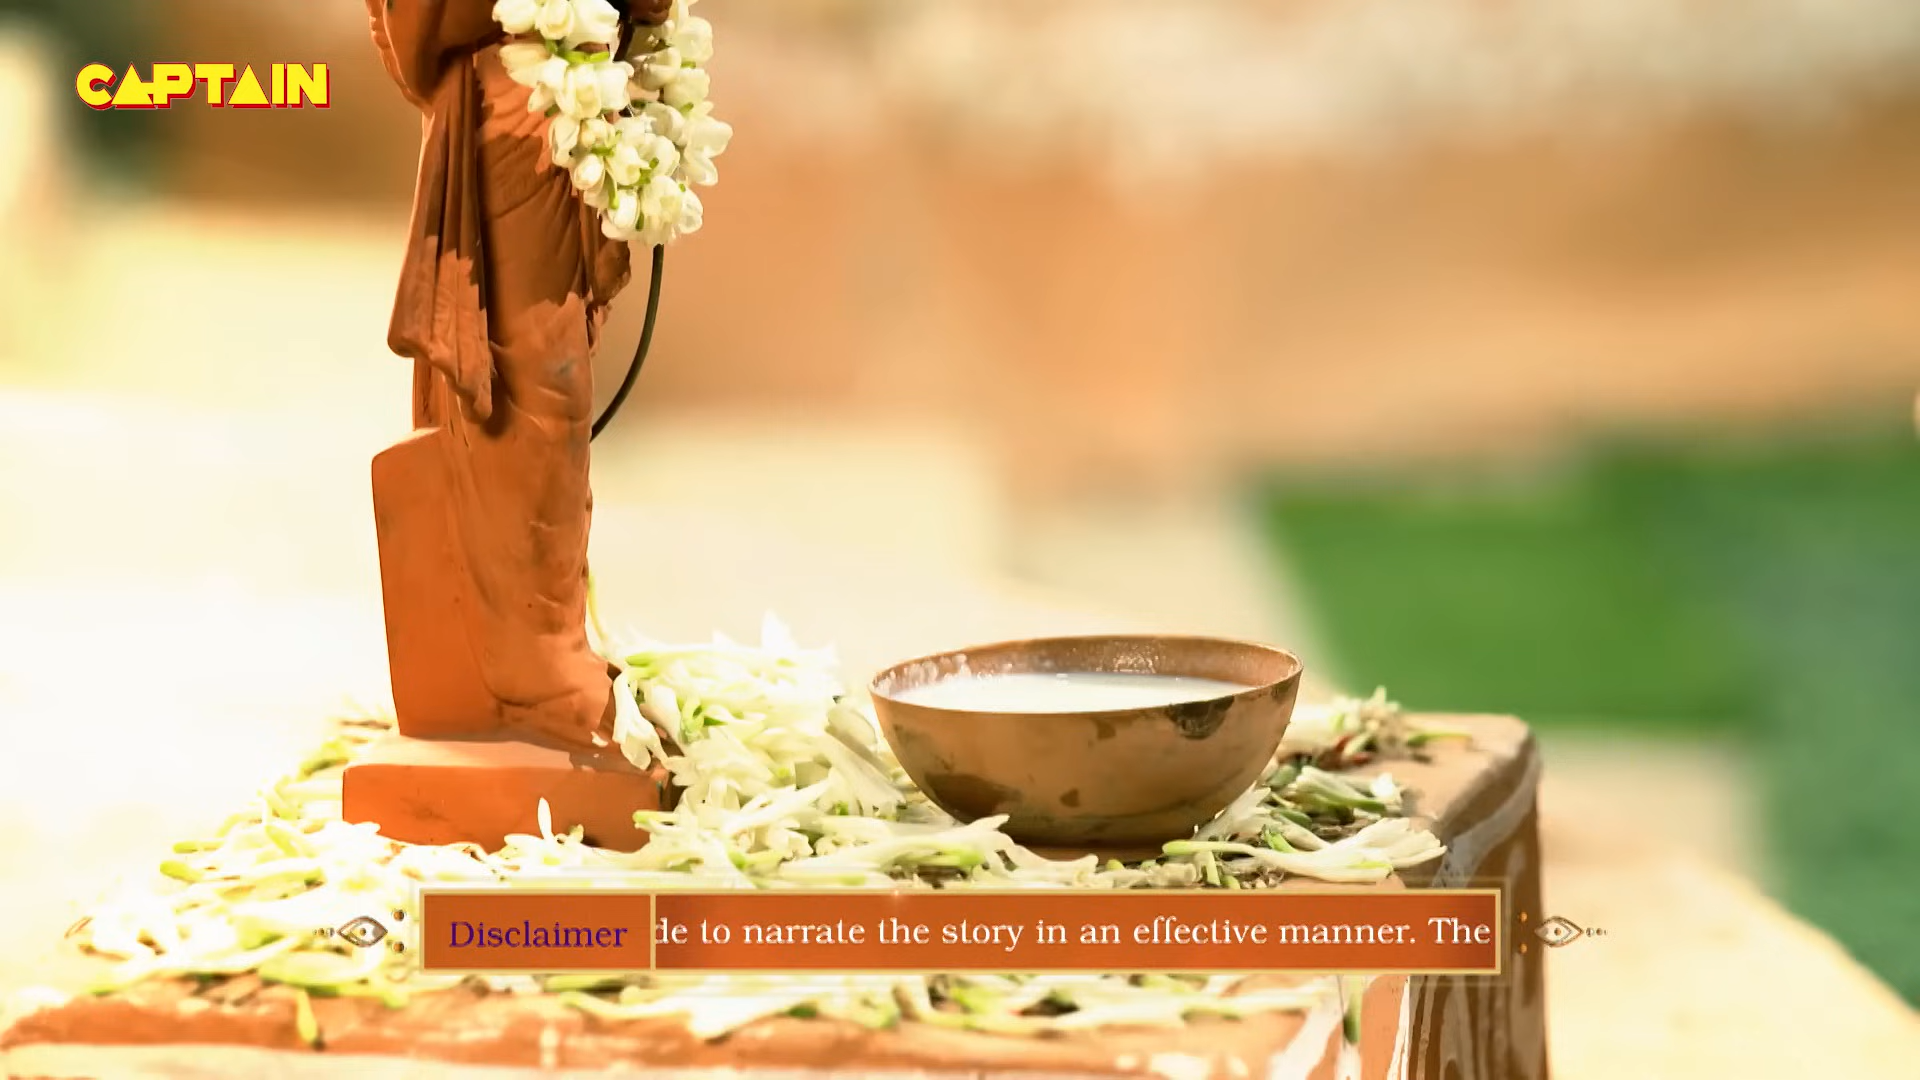 CAPTAIN
Disclaimer
de to narrate the story in an effective manner. The